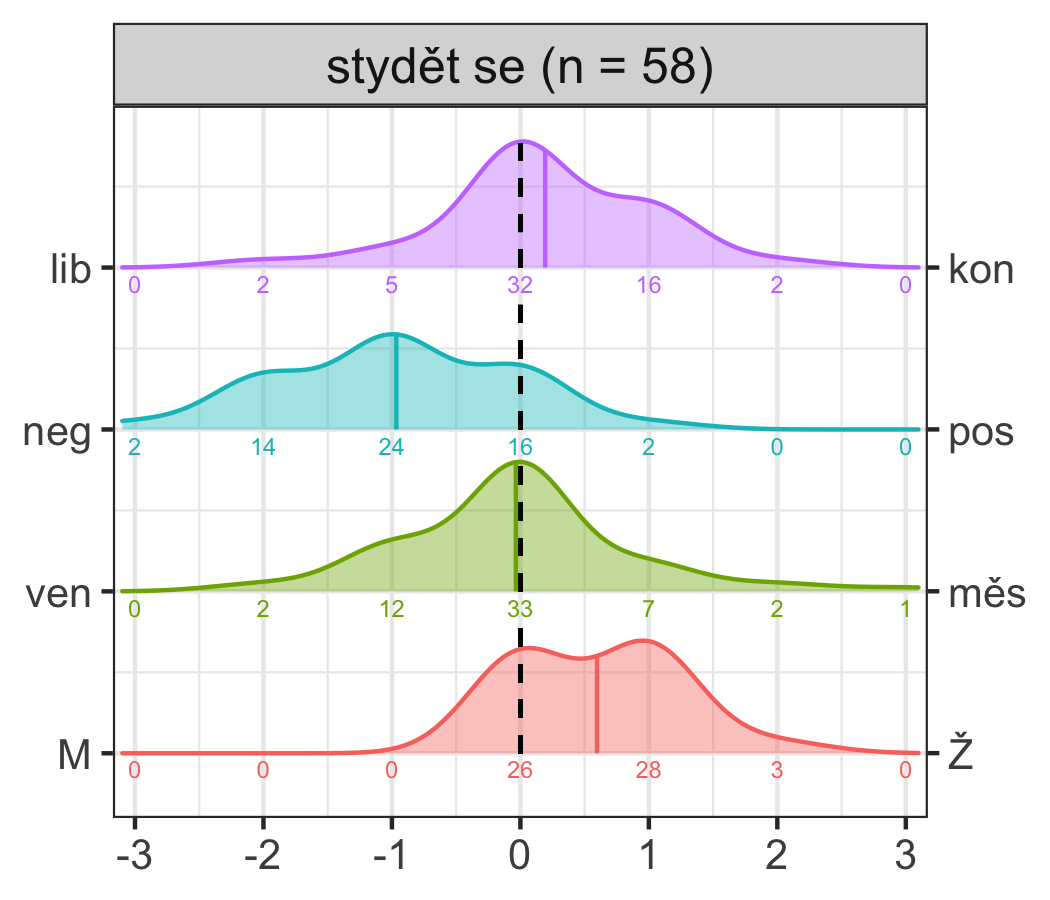 stydět se (n = 58)
lib kon
0 2 5 32 16 2 0
neg pos
2 14 24 16 2 0 0
ven měs
0 2 12 33 7 2 1
M Ž
0 0 0 26 28 3 0
-3 -2 -1 0 1 2 3